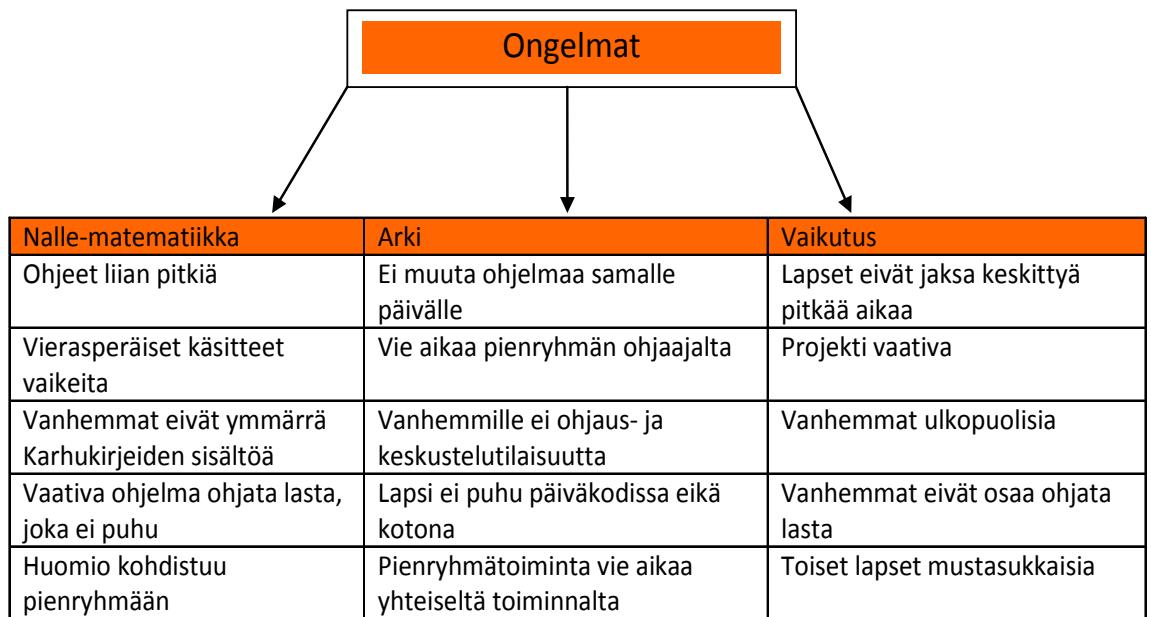 Ongelmat
Nalle-matematiikka
Arki
Vaikutus
Ohjeet liian pitkiä
Ei muuta ohjelmaa samalle
päivälle
Lapset eivät jaksa keskittyä
pitkää aikaa
Vierasperäiset käsitteet
vaikeita
Vie aikaa pienryhmän ohjaajalta
Projekti vaativa
Vanhemmat eivät ymmärrä
Karhukirjeiden sisältöä
Vanhemmille ei ohjaus- ja
keskustelutilaisuutta
Vanhemmat ulkopuolisia
Vaativa ohjelma ohjata lasta,
joka ei puhu
Lapsi ei puhu päiväkodissa eikä
kotona
Vanhemmat eivät osaa ohjata
lasta
Huomio kohdistuu
pienryhmään
Pienryhmätoiminta vie aikaa
yhteiseltä toiminnalta
Toiset lapset mustasukkaisia